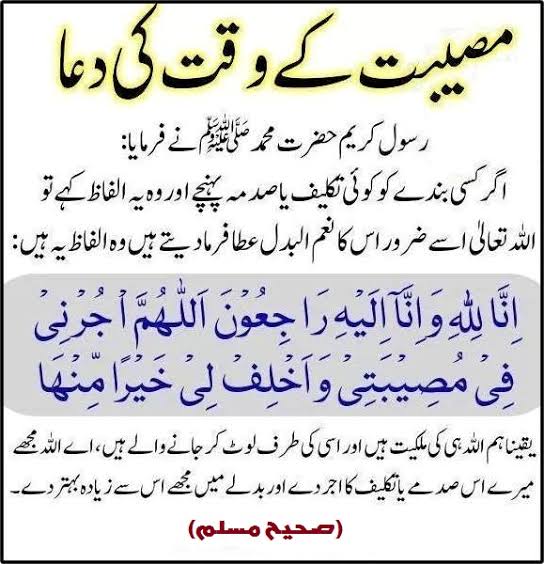 مصیبت کے وقت کی دعا
رسول کریم حضرت محمد ﷺ نے فرمایا:
اگر کسی بندے کو کوئی تکلیف یا صدمہ پہنچے اور وہ یہ الفاظ کہے تو
اللہ تعالیٰ اسے ضرور اس کا نعم البدل عطا فرما دیتے ہیں وہ الفاظ یہ ہیں:
اِنَّا لِلّٰهِ وَاِنَّآ اِلَيْهِ رَاجِعُوْنَ اَللّٰهُمَّ اْجُرْنِيْ
فِيْ مُصِيْبَتِيْ وَاَخْلِفْ لِيْ خَيْرًا مِّنْهَا
یقیناً ہم اللہ ہی کی ملکیت ہیں اور اسی کی طرف لوٹ کر جانے والے ہیں، اے اللہ مجھے
میرے اس صدمے یا تکلیف کا اجر دے اور بدلے میں مجھے اس سے زیادہ بہتر دے۔
(صحیح مسلم)